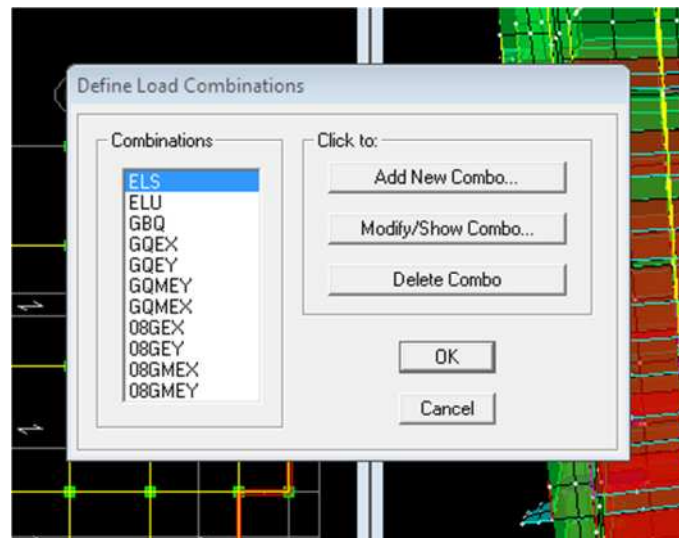 Define Load Combinations
Combinations
ELS
ELU
GBQ
GQEX
GQEY
GQMEY
GQMEX
08GEX
08GEY
08GMEX
08GMEY
Click to:
Add New Combo...
Modify/Show Combo...
Delete Combo
OK
Cancel